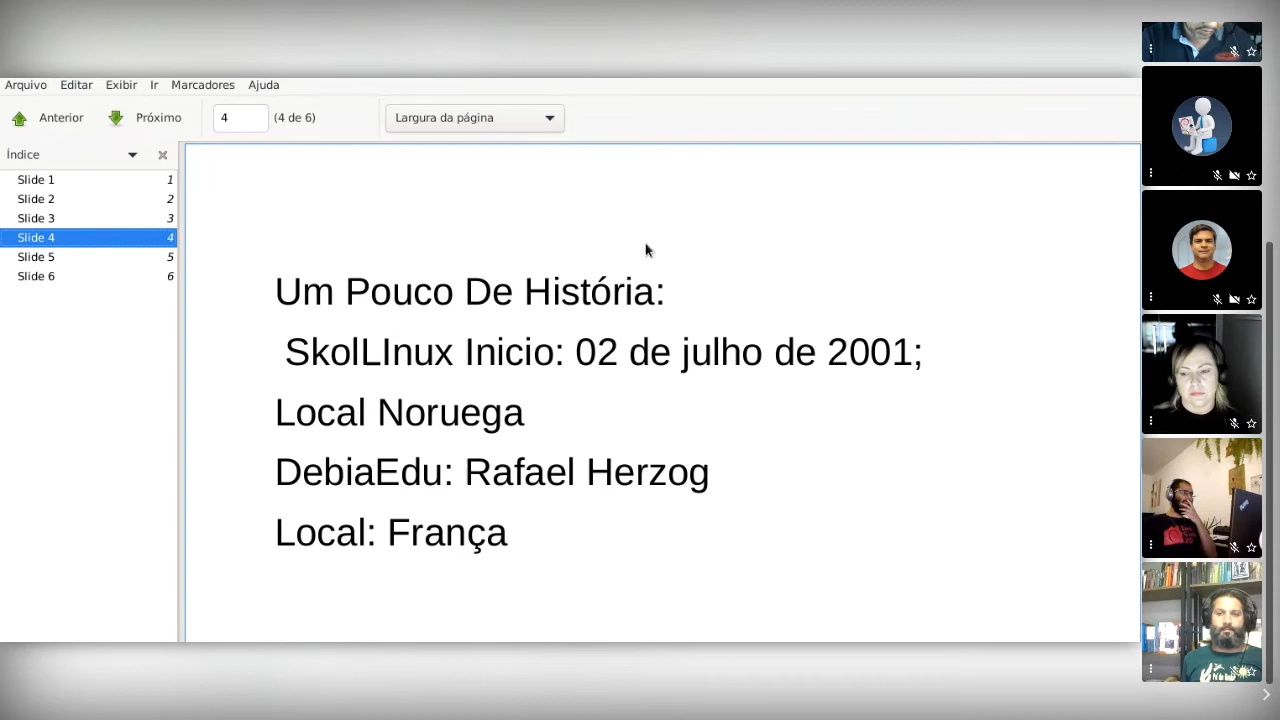 Arquivo Editar Exibir Ir Marcadores Ajuda
Anterior Próximo 4 (4 de 6) Largura da página
Índice
Slide 1 1
Slide 2 2
Slide 3 3
Slide 4 4
Slide 5 5
Slide 6 6
Um Pouco De História:
SkolLInux Inicio: 02 de julho de 2001;
Local Noruega
DebiaEdu: Rafael Herzog
Local: França